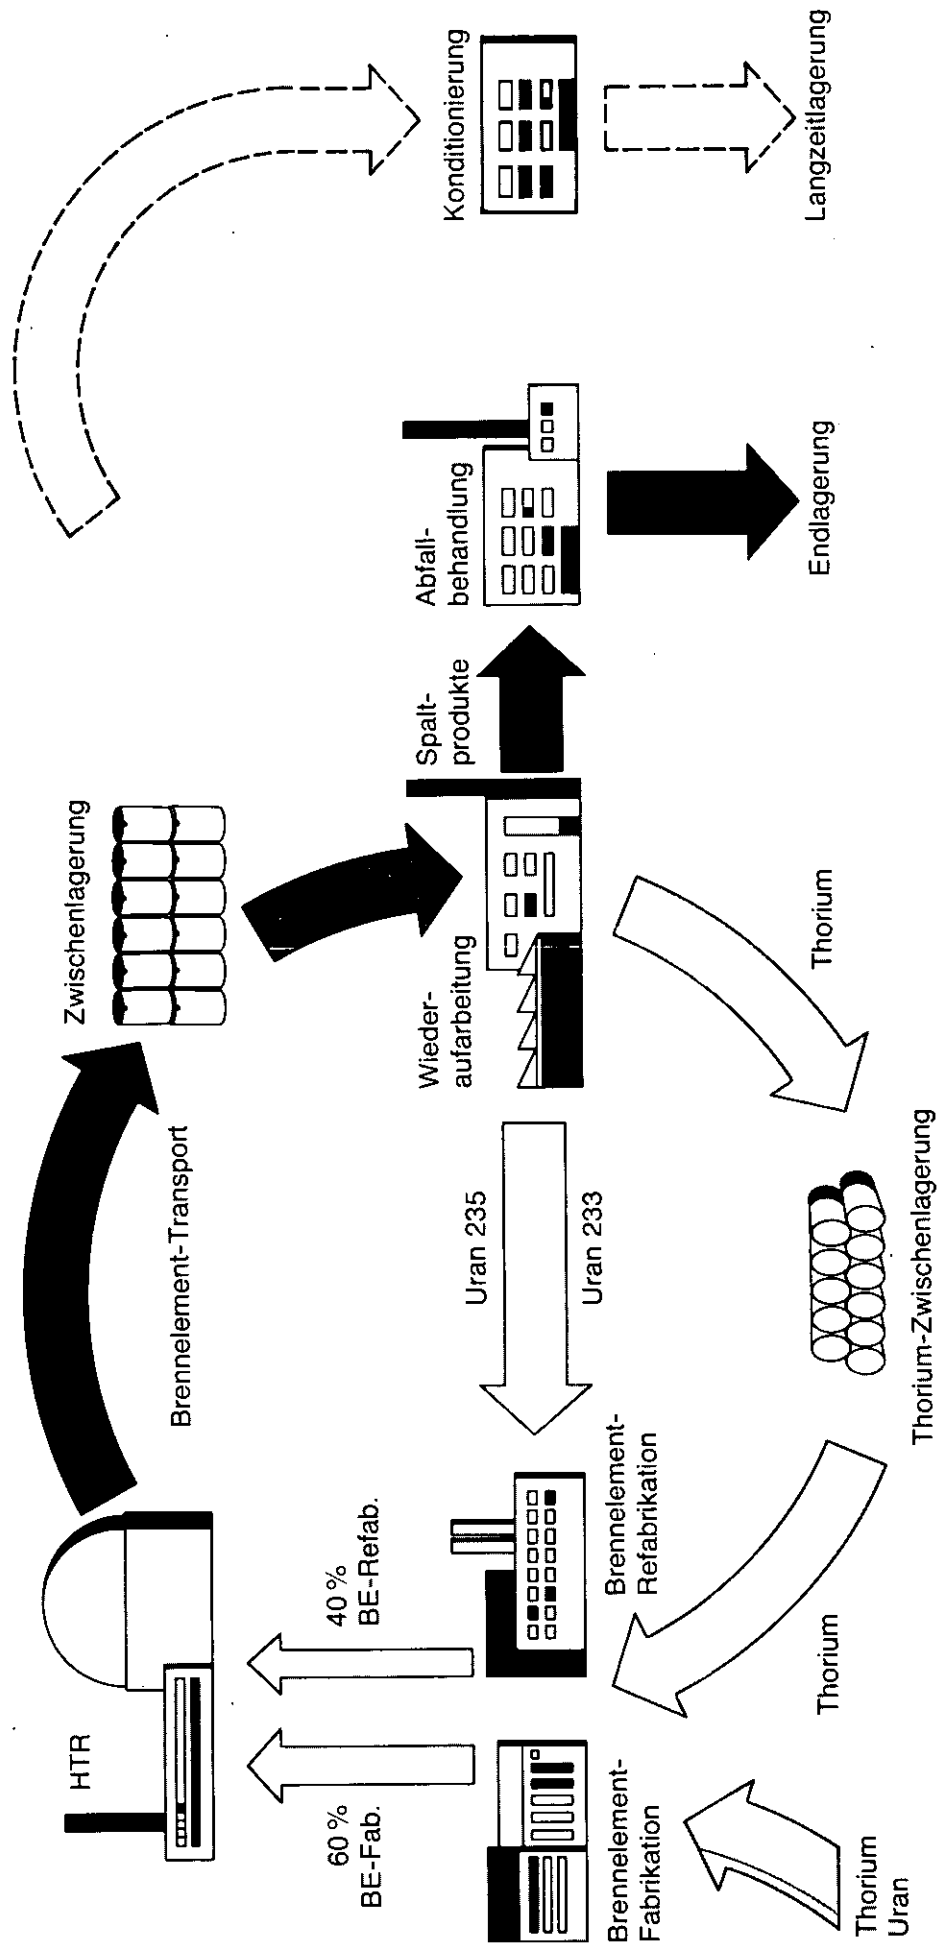 HTR
Brennelement-Transport
Zwischenlagerung
60 %
BE-Fab.
40 %
BE-Refab.
Brennelement-
Fabrikation
Brennelement-
Refabrikation
Uran 235
Uran 233
Wieder-
aufarbeitung
Spalt-
produkte
Abfall-
behandlung
Konditionierung
Thorium
Uran
Thorium
Thorium-Zwischenlagerung
Thorium
Endlagerung
Langzeitlagerung